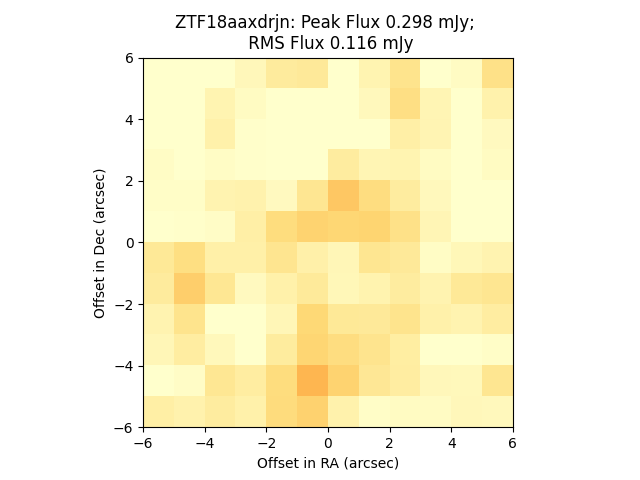 ZTF18aaxdrjn: Peak Flux 0.298 mJy;
RMS Flux 0.116 mJy
6
4
2
0
−2
−4
−6
Offset in Dec (arcsec)
−6 −4 −2 0 2 4 6
Offset in RA (arcsec)